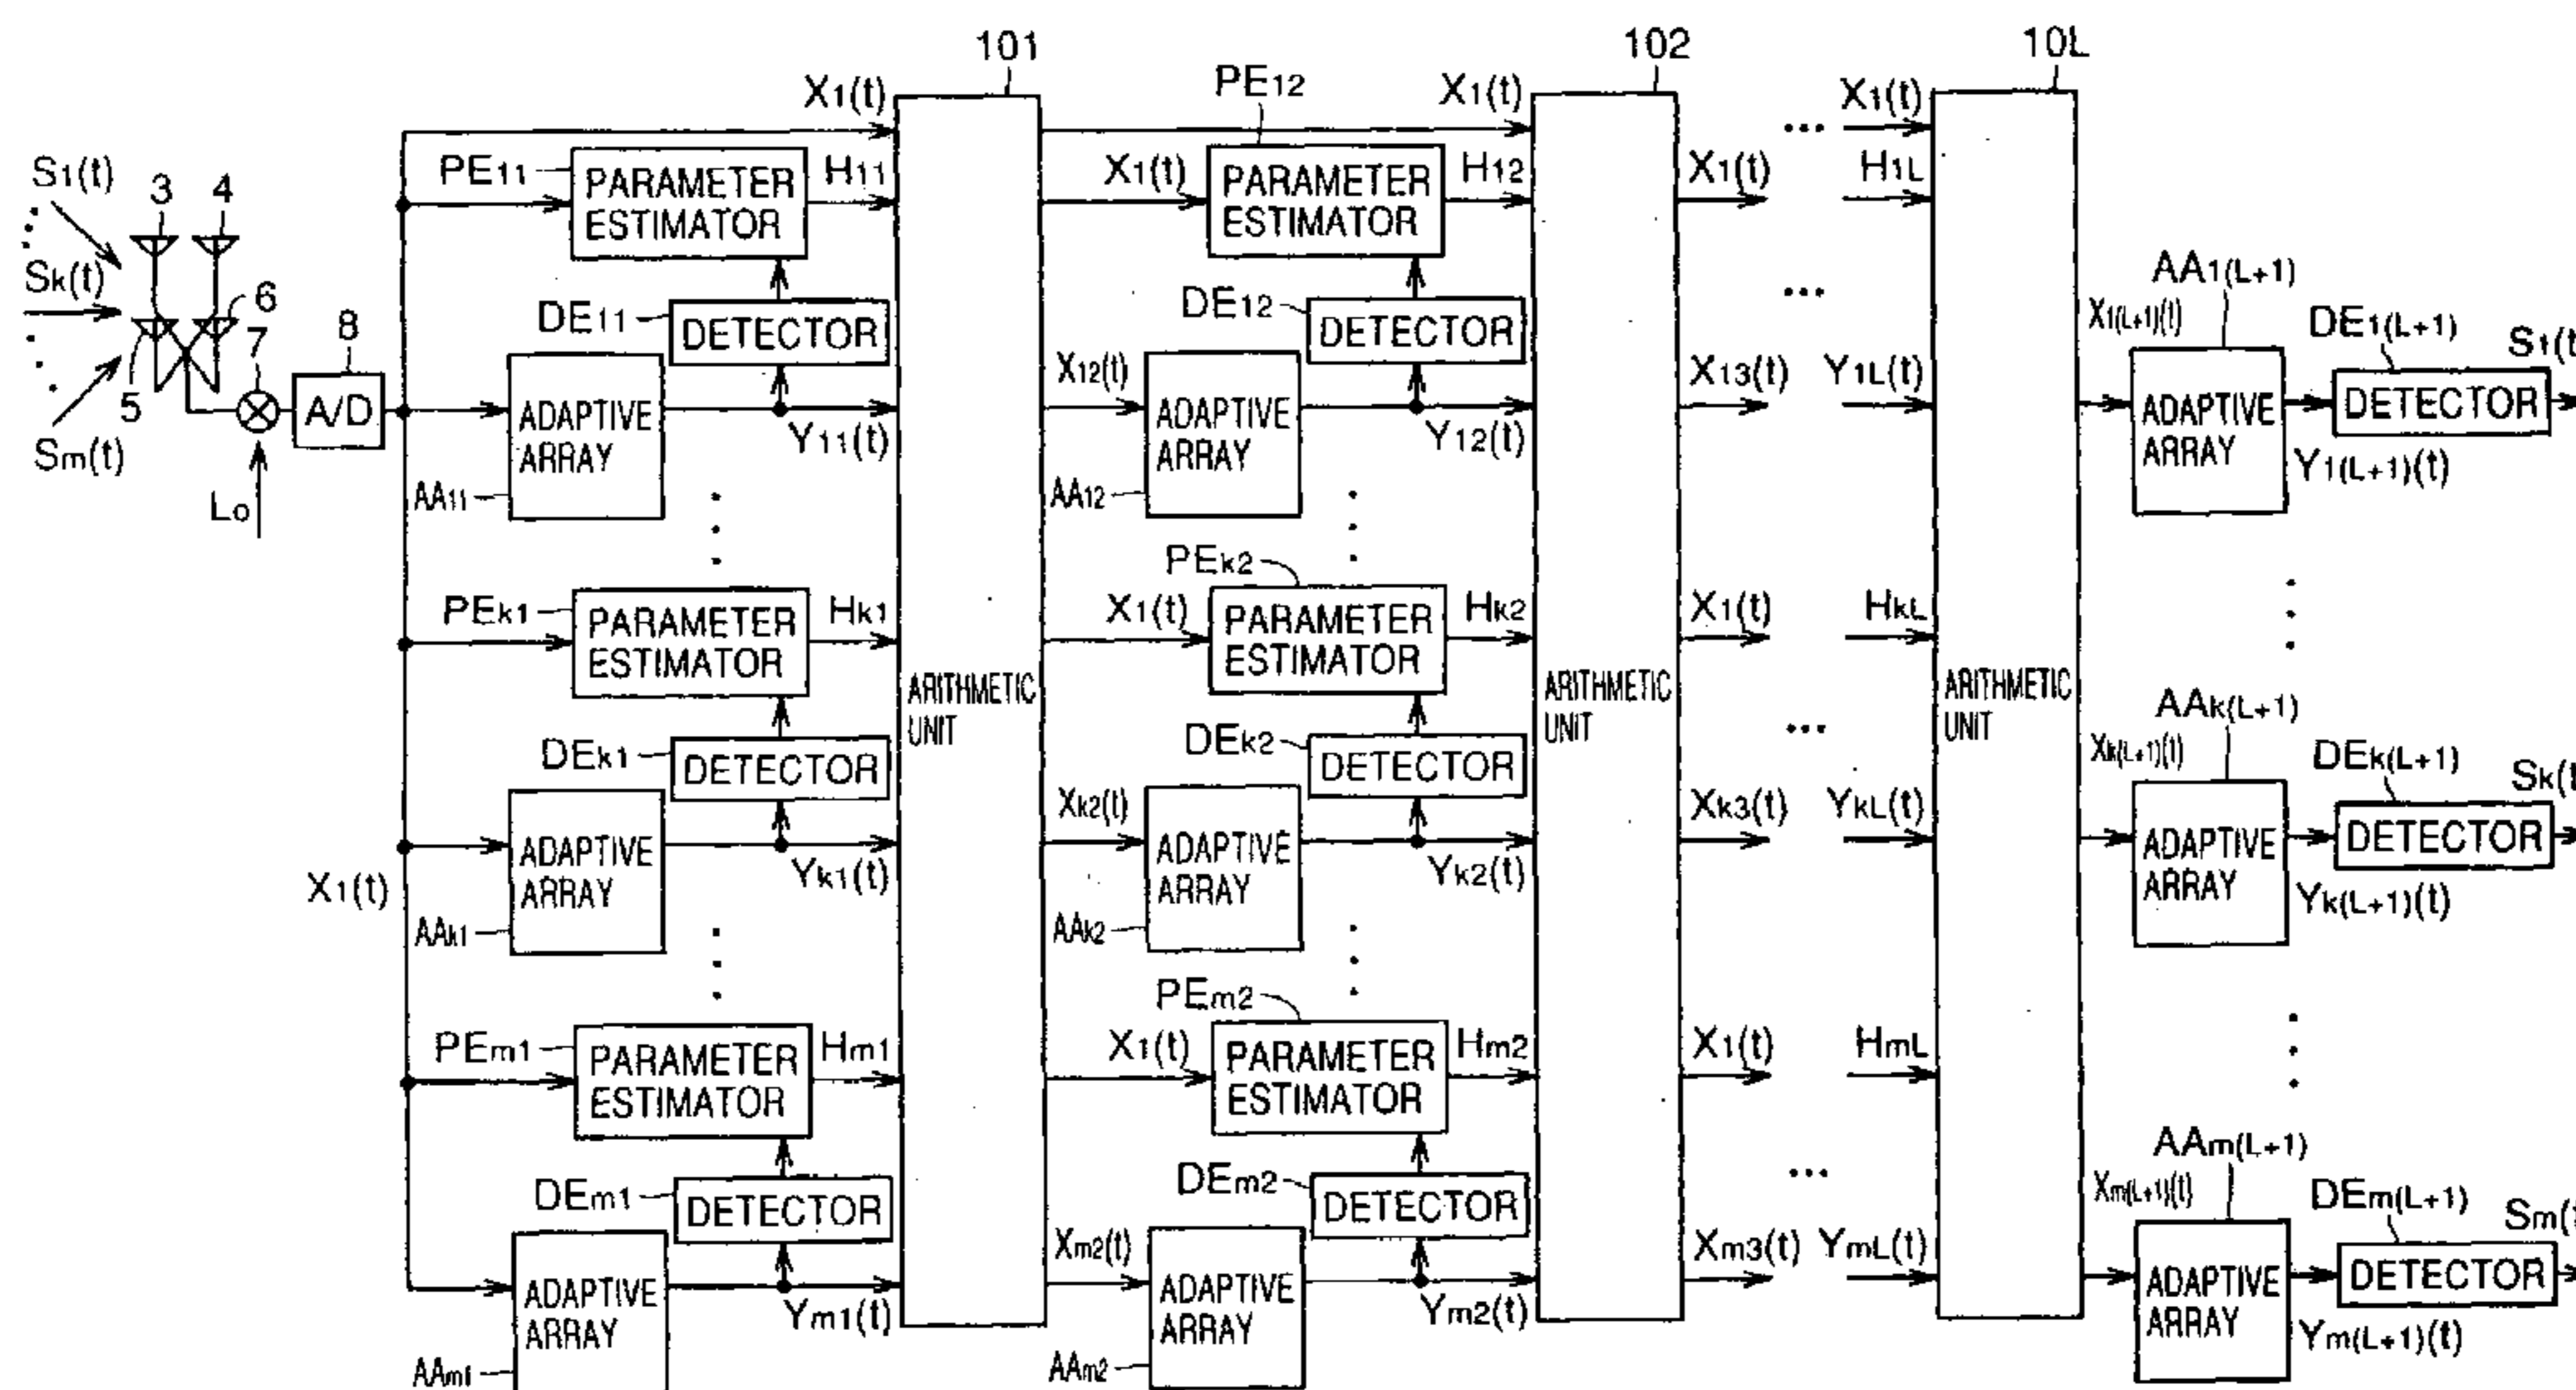 101
102
10L
X1(t)
PE12
X1(t)
X1(t)
S1(t)
3
4
PE11
PARAMETER
ESTIMATOR
H11
X1(t)
PARAMETER
ESTIMATOR
H12
X1(t)
...
H1L
Sk(t)
6
5
7
8
A/D
Sm(t)
Lo
DE11
DETECTOR
DE12
DETECTOR
...
AA1(L+1)
X1(L+1)(t)
DE1(L+1)
ADAPTIVE
ARRAY
Y11(t)
AA11
X12(t)
ADAPTIVE
ARRAY
Y12(t)
AA12
X13(t)
Y1L(t)
ADAPTIVE
ARRAY
DETECTOR
S1(t
Y1(L+1)(t)
PEk1
PARAMETER
ESTIMATOR
Hk1
PEk2
X1(t)
PARAMETER
ESTIMATOR
Hk2
X1(t)
HkL
ARITHMETIC
UNIT
ARITHMETIC
UNIT
ARITHMETIC
UNIT
DEk1
DETECTOR
DEk2
DETECTOR
...
AAk(L+1)
Xk(L+1)(t)
DEk(L+1)
Sk(t
X1(t)
ADAPTIVE
ARRAY
Yk1(t)
AAk1
Xk2(t)
ADAPTIVE
ARRAY
Yk2(t)
AAk2
Xk3(t)
YkL(t)
ADAPTIVE
ARRAY
DETECTOR
Yk(L+1)(t)
PEm1
PARAMETER
ESTIMATOR
Hm1
PEm2
X1(t)
PARAMETER
ESTIMATOR
Hm2
X1(t)
HmL
DEm1
DETECTOR
DEm2
DETECTOR
...
AAm(L+1)
Xm(L+1)(t)
DEm(L+1)
Sm(t
ADAPTIVE
ARRAY
Ym1(t)
AAm1
Xm2(t)
ADAPTIVE
ARRAY
Ym2(t)
AAm2
Xm3(t)
YmL(t)
ADAPTIVE
ARRAY
DETECTOR
Ym(L+1)(t)